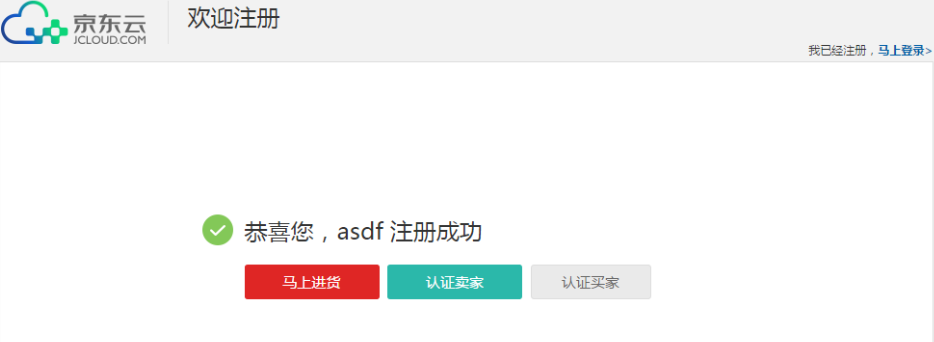 京东云
JCLOUD.COM
欢迎注册
我已经注册，马上登录>
恭喜您，asdf 注册成功
马上进货
认证卖家
认证买家